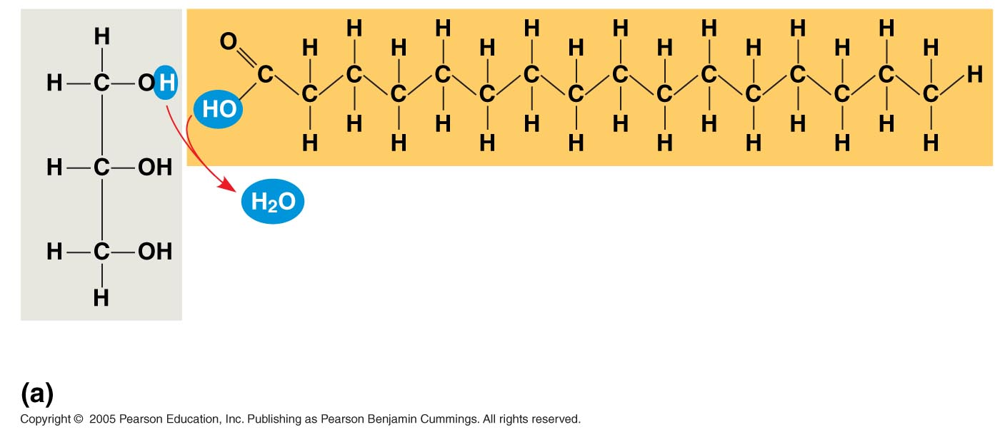 H
H C OH
H C OH
H C OH
H
H H H H H H H
O
H H H H H H H H
C C C C C C C C H
C C C C C C C C
HO
H H H H H H H
H H H H H H H H
H₂O
(a)
Copyright © 2005 Pearson Education, Inc. Publishing as Pearson Benjamin Cummings. All rights reserved.